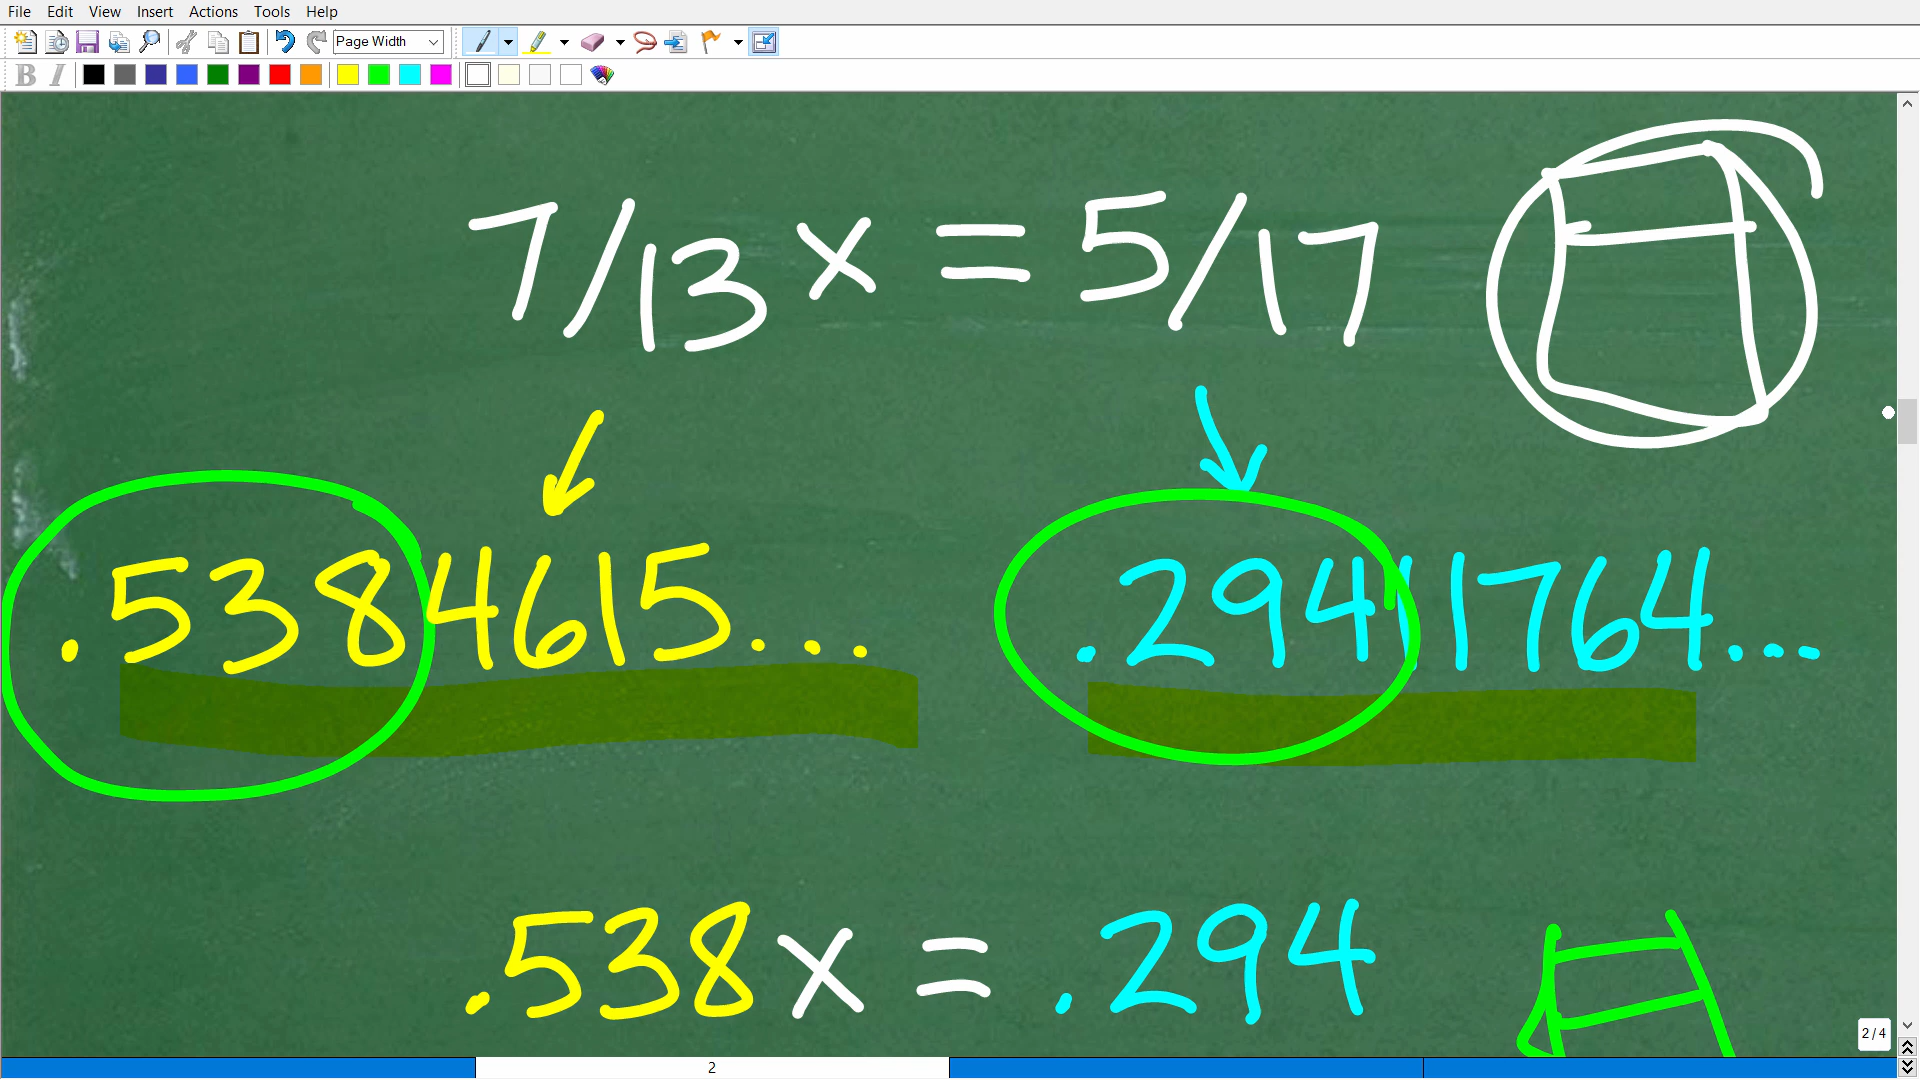 File Edit View Insert Actions Tools Help
Page Width
B I
7/13 x = 5/17
.5384615... .29411764...
.538x = .294
2 / 4
2